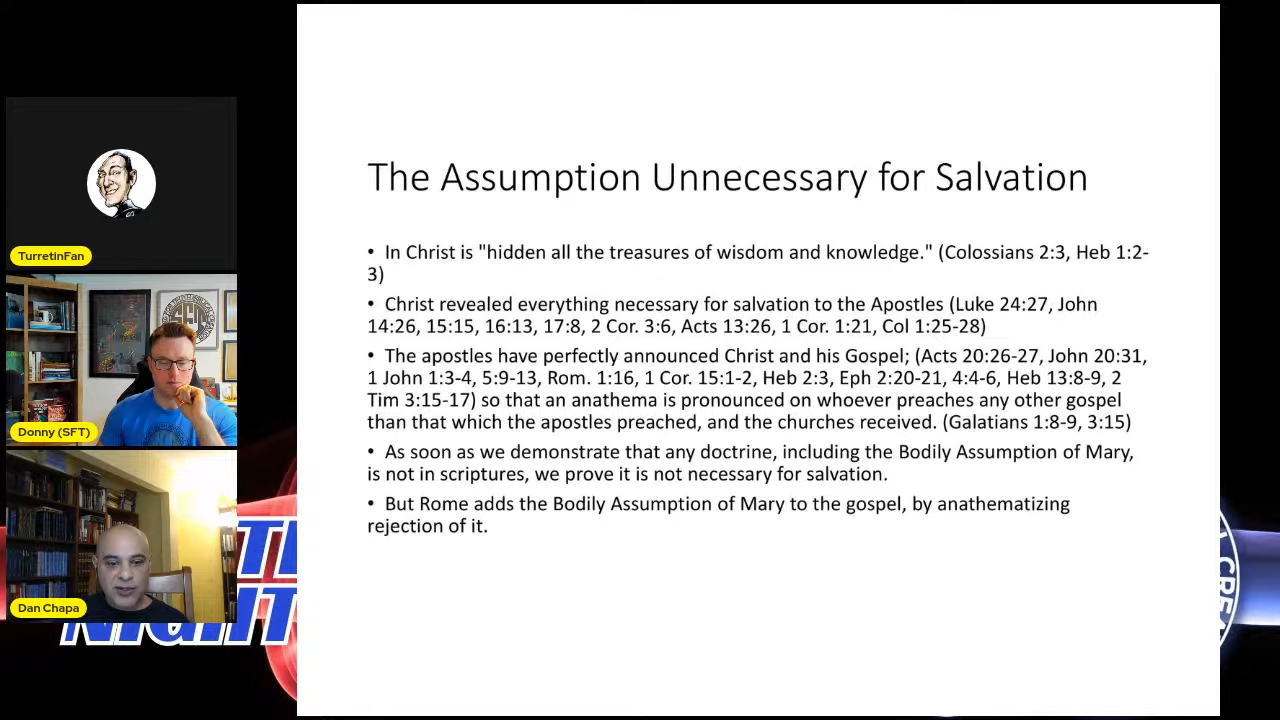 The Assumption Unnecessary for Salvation
• In Christ is "hidden all the treasures of wisdom and knowledge." (Colossians 2:3, Heb 1:2-
3)
• Christ revealed everything necessary for salvation to the Apostles (Luke 24:27, John
14:26, 15:15, 16:13, 17:8, 2 Cor. 3:6, Acts 13:26, 1 Cor. 1:21, Col 1:25-28)
• The apostles have perfectly announced Christ and his Gospel; (Acts 20:26-27, John 20:31,
1 John 1:3-4, 5:9-13, Rom. 1:16, 1 Cor. 15:1-2, Heb 2:3, Eph 2:20-21, 4:4-6, Heb 13:8-9, 2
Tim 3:15-17) so that an anathema is pronounced on whoever preaches any other gospel
than that which the apostles preached, and the churches received. (Galatians 1:8-9, 3:15)
• As soon as we demonstrate that any doctrine, including the Bodily Assumption of Mary,
is not in scriptures, we prove it is not necessary for salvation.
• But Rome adds the Bodily Assumption of Mary to the gospel, by anathematizing
rejection of it.
TurretinFan
Donny (SFT)
Dan Chapa